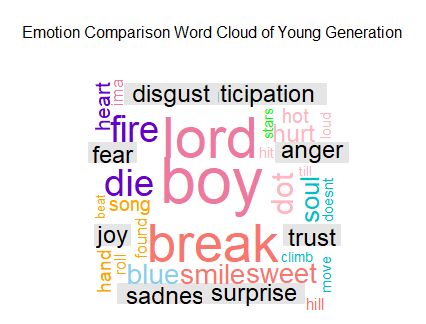 Emotion Comparison Word Cloud of Young Generation
disgust ticipation
heart
ima
fire
lord
stars
hot
hurt
loud
hit
fear
anger
die
boy
till
dot
soul
doesnt
beat
song
joy
found
break
trust
hand
roll
blue
smile
sweet
climb
move
sadnes surprise
hill